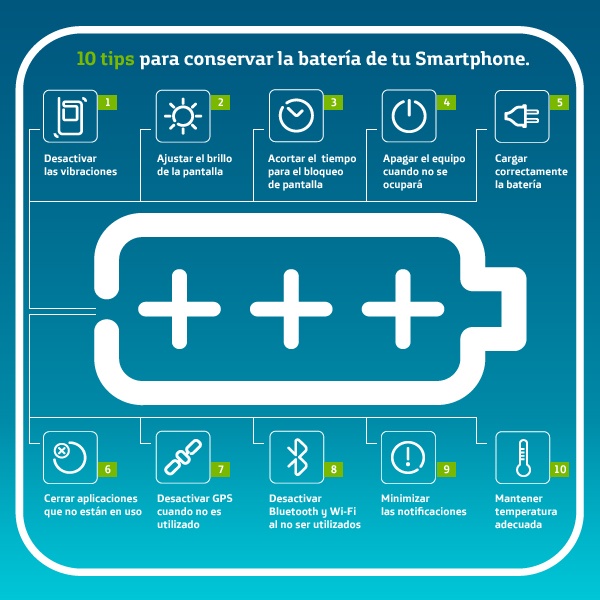 10 tips para conservar la batería de tu Smartphone.
1
Desactivar
las vibraciones
2
Ajustar el brillo
de la pantalla
3
Acortar el tiempo
para el bloqueo
de pantalla
4
Apagar el equipo
cuando no se
ocupará
5
Cargar
correctamente
la batería
6
Cerrar aplicaciones
que no están en uso
7
Desactivar GPS
cuando no es
utilizado
8
Desactivar
Bluetooth y Wi-Fi
al no ser utilizados
9
Minimizar
las notificaciones
10
Mantener
temperatura
adecuada